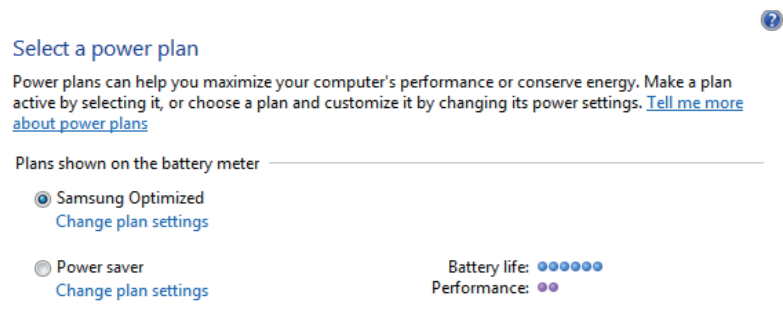 Select a power plan
Power plans can help you maximize your computer's performance or conserve energy. Make a plan
active by selecting it, or choose a plan and customize it by changing its power settings. Tell me more
about power plans
Plans shown on the battery meter
Samsung Optimized
Change plan settings
Power saver
Battery life:
Change plan settings
Performance: